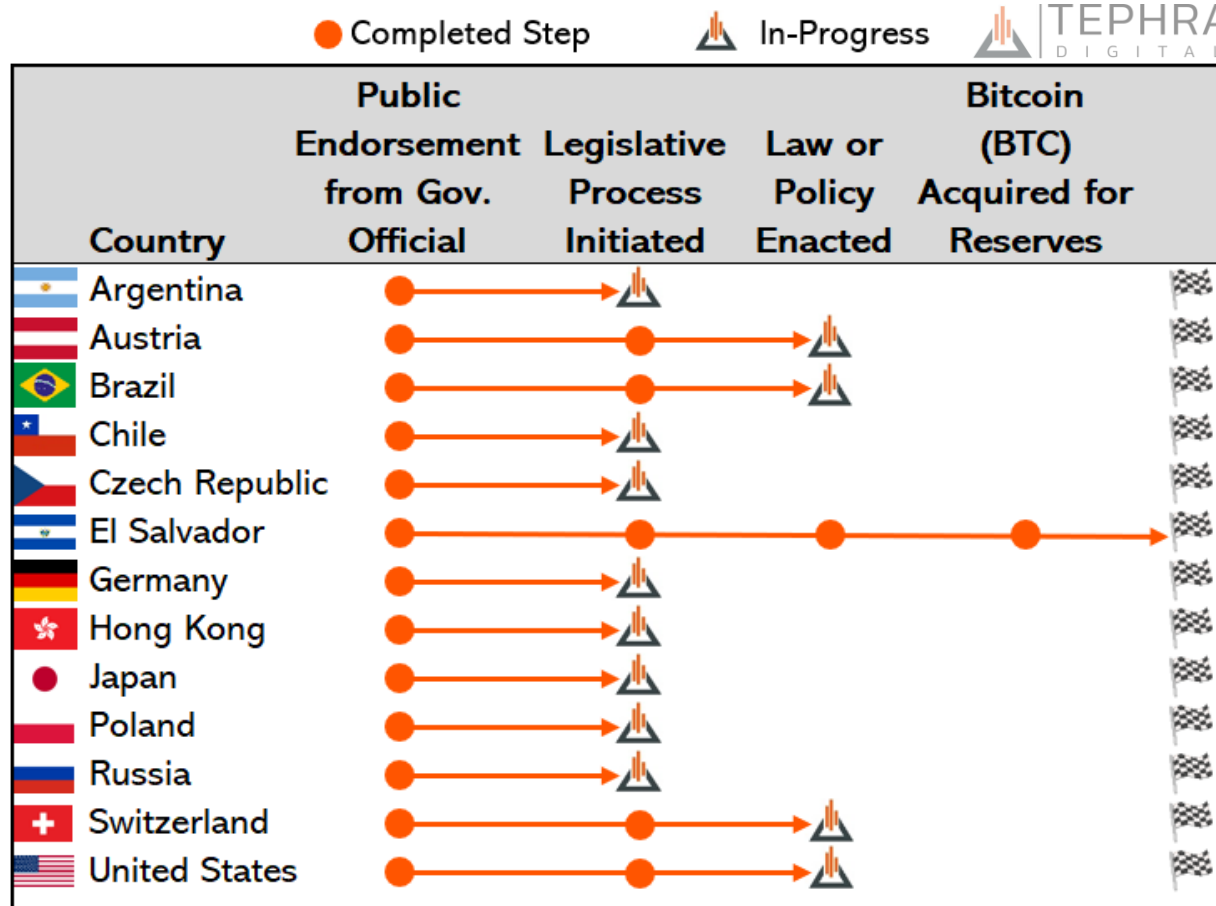 Completed Step In-Progress TEPHRA
DIGITAL
Public Bitcoin
Endorsement Legislative Law or (BTC)
from Gov. Process Policy Acquired for
Country Official Initiated Enacted Reserves
Argentina
Austria
Brazil
Chile
Czech Republic
El Salvador
Germany
Hong Kong
Japan
Poland
Russia
Switzerland
United States